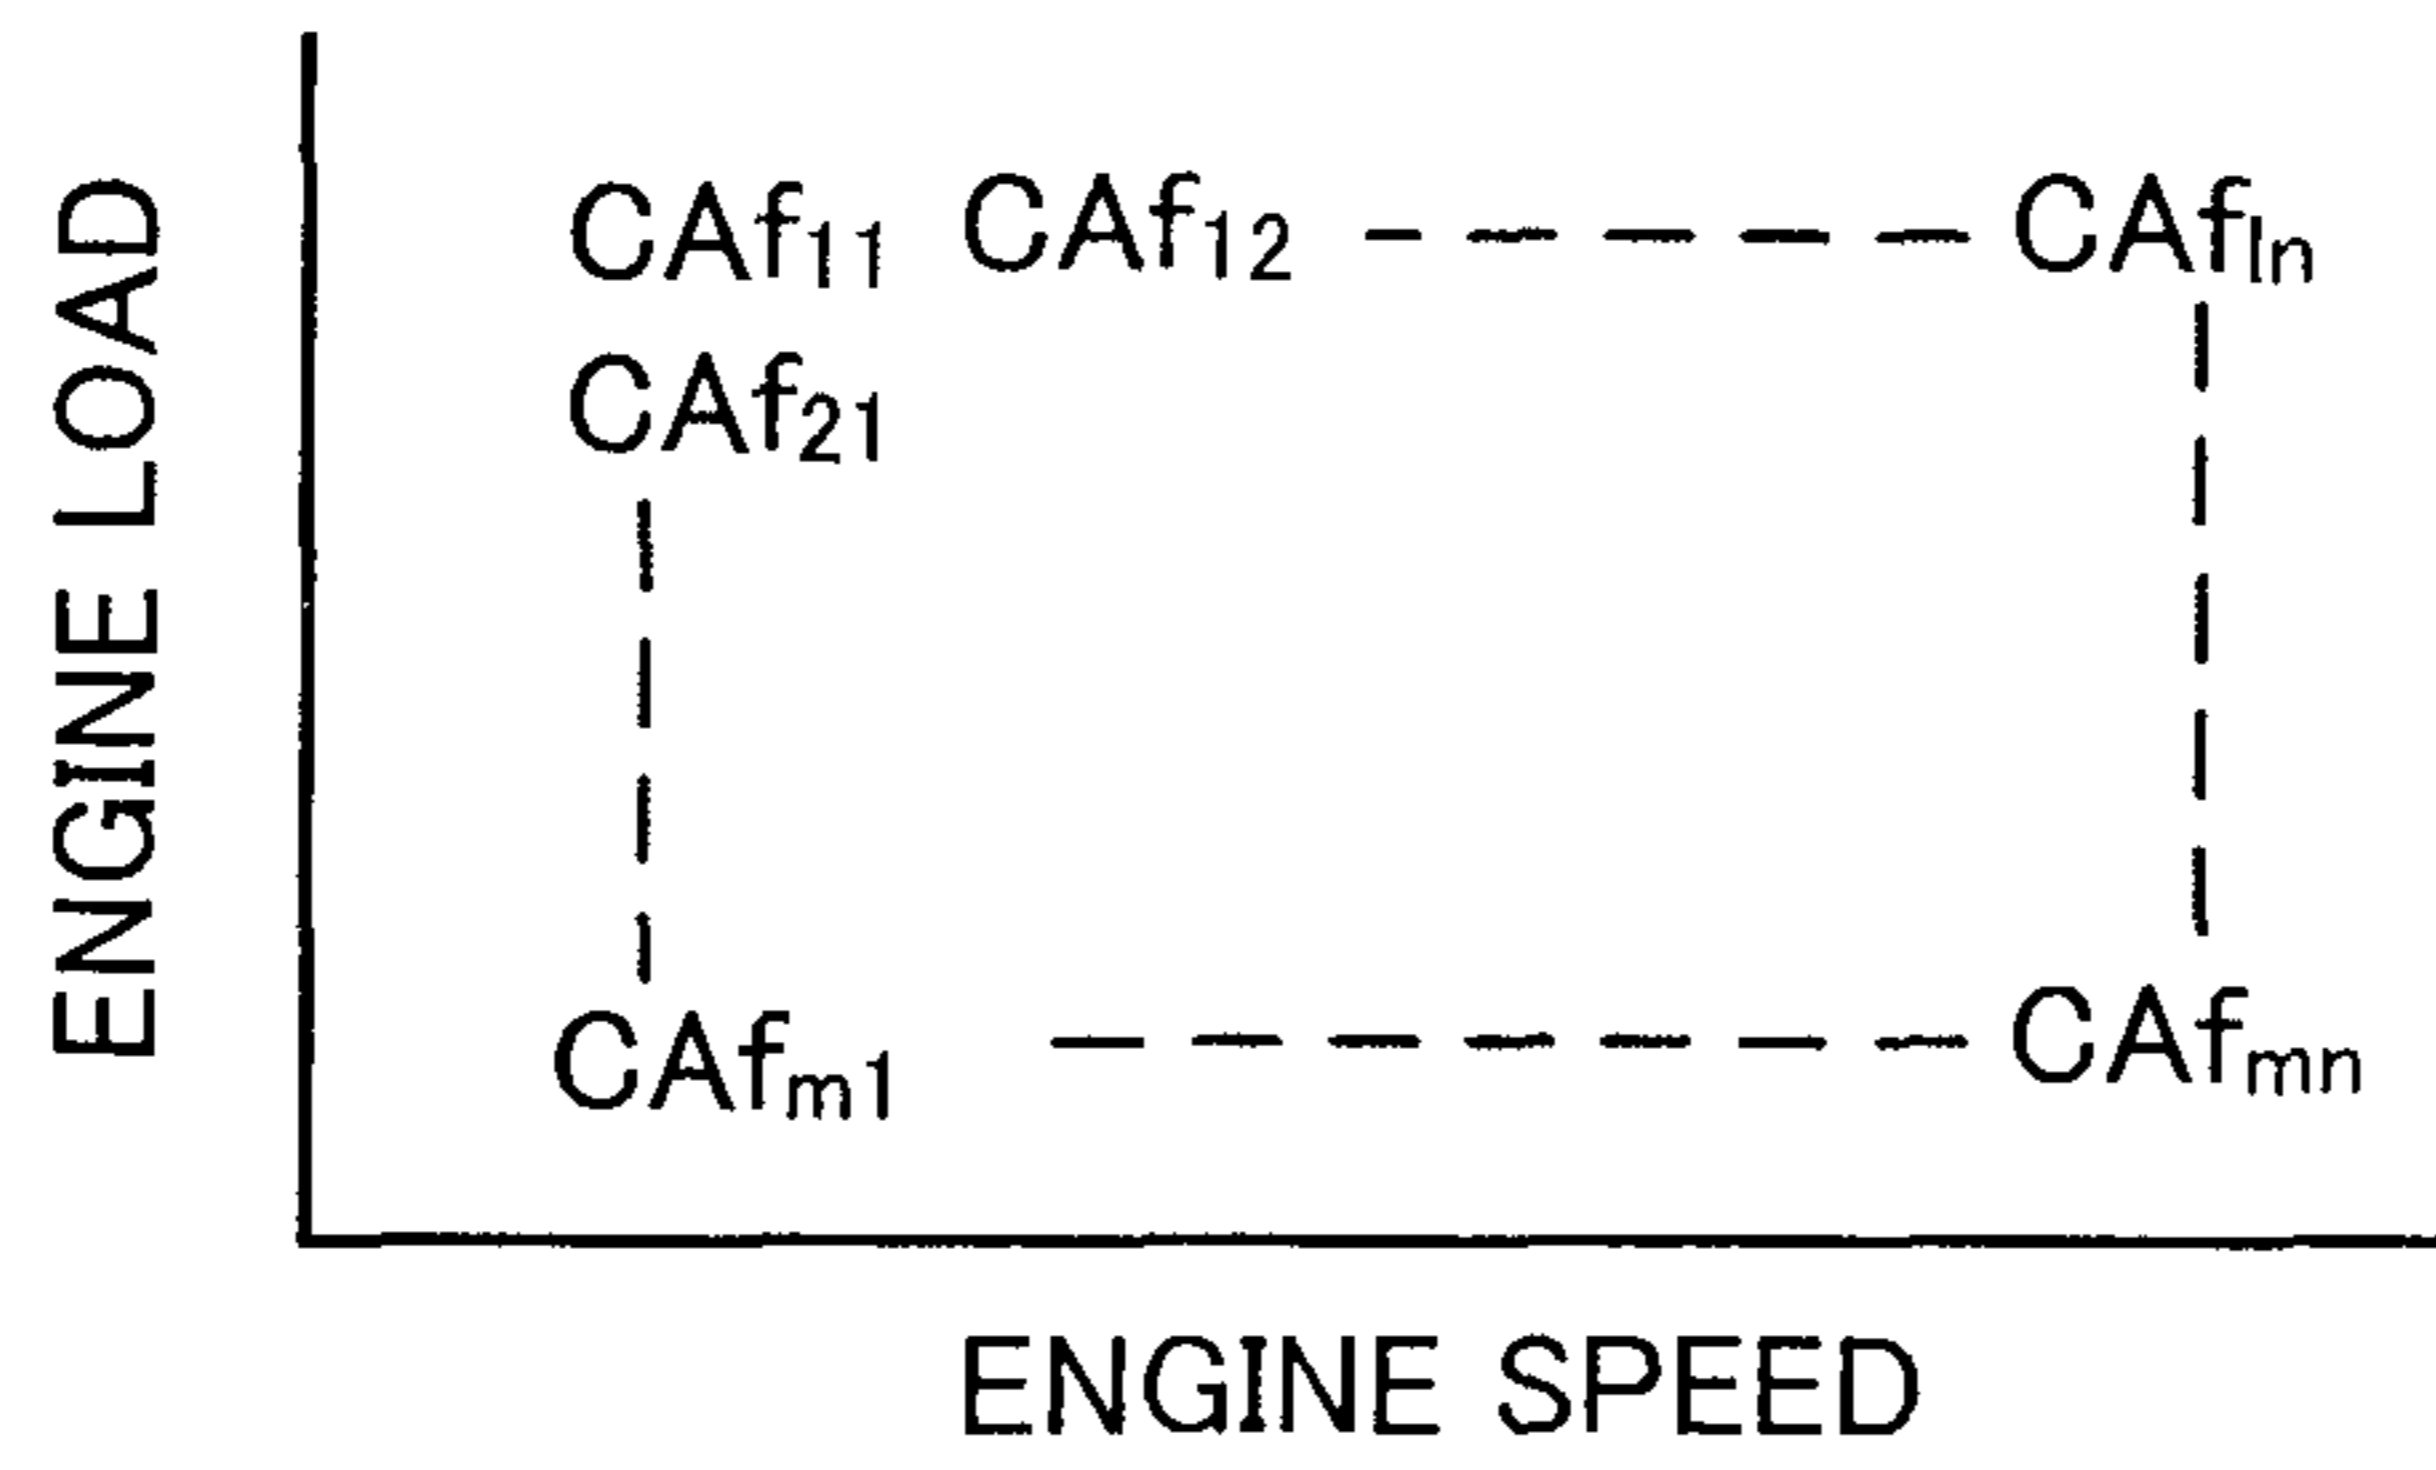 ENGINE LOAD
CAf11 CAf12 CAfln
CAf21
CAfm1 CAfmn
ENGINE SPEED